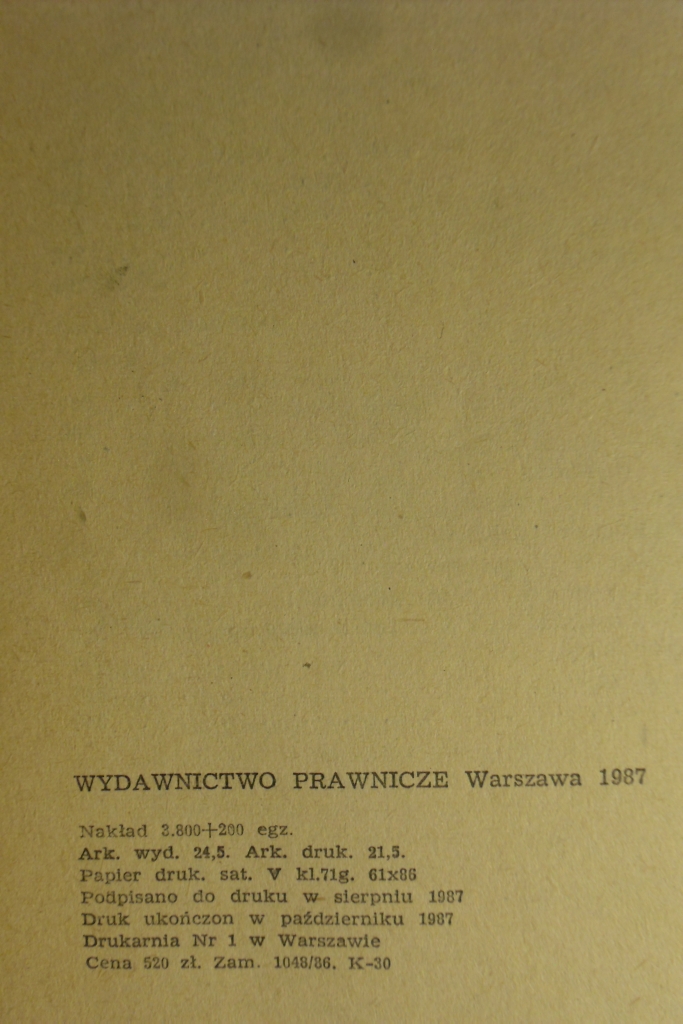 WYDAWNICTWO PRAWNICZE Warszawa 1987
Nakład 3.800+200 egz.
Ark. wyd. 24,5. Ark. druk. 21,5.
Papier druk. sat. V kl.71g. 61x86
Podpisano do druku w sierpniu 1987
Druk ukończon w październiku 1987
Drukarnia Nr 1 w Warszawie
Cena 520 zł. Zam. 1048/86. K-30